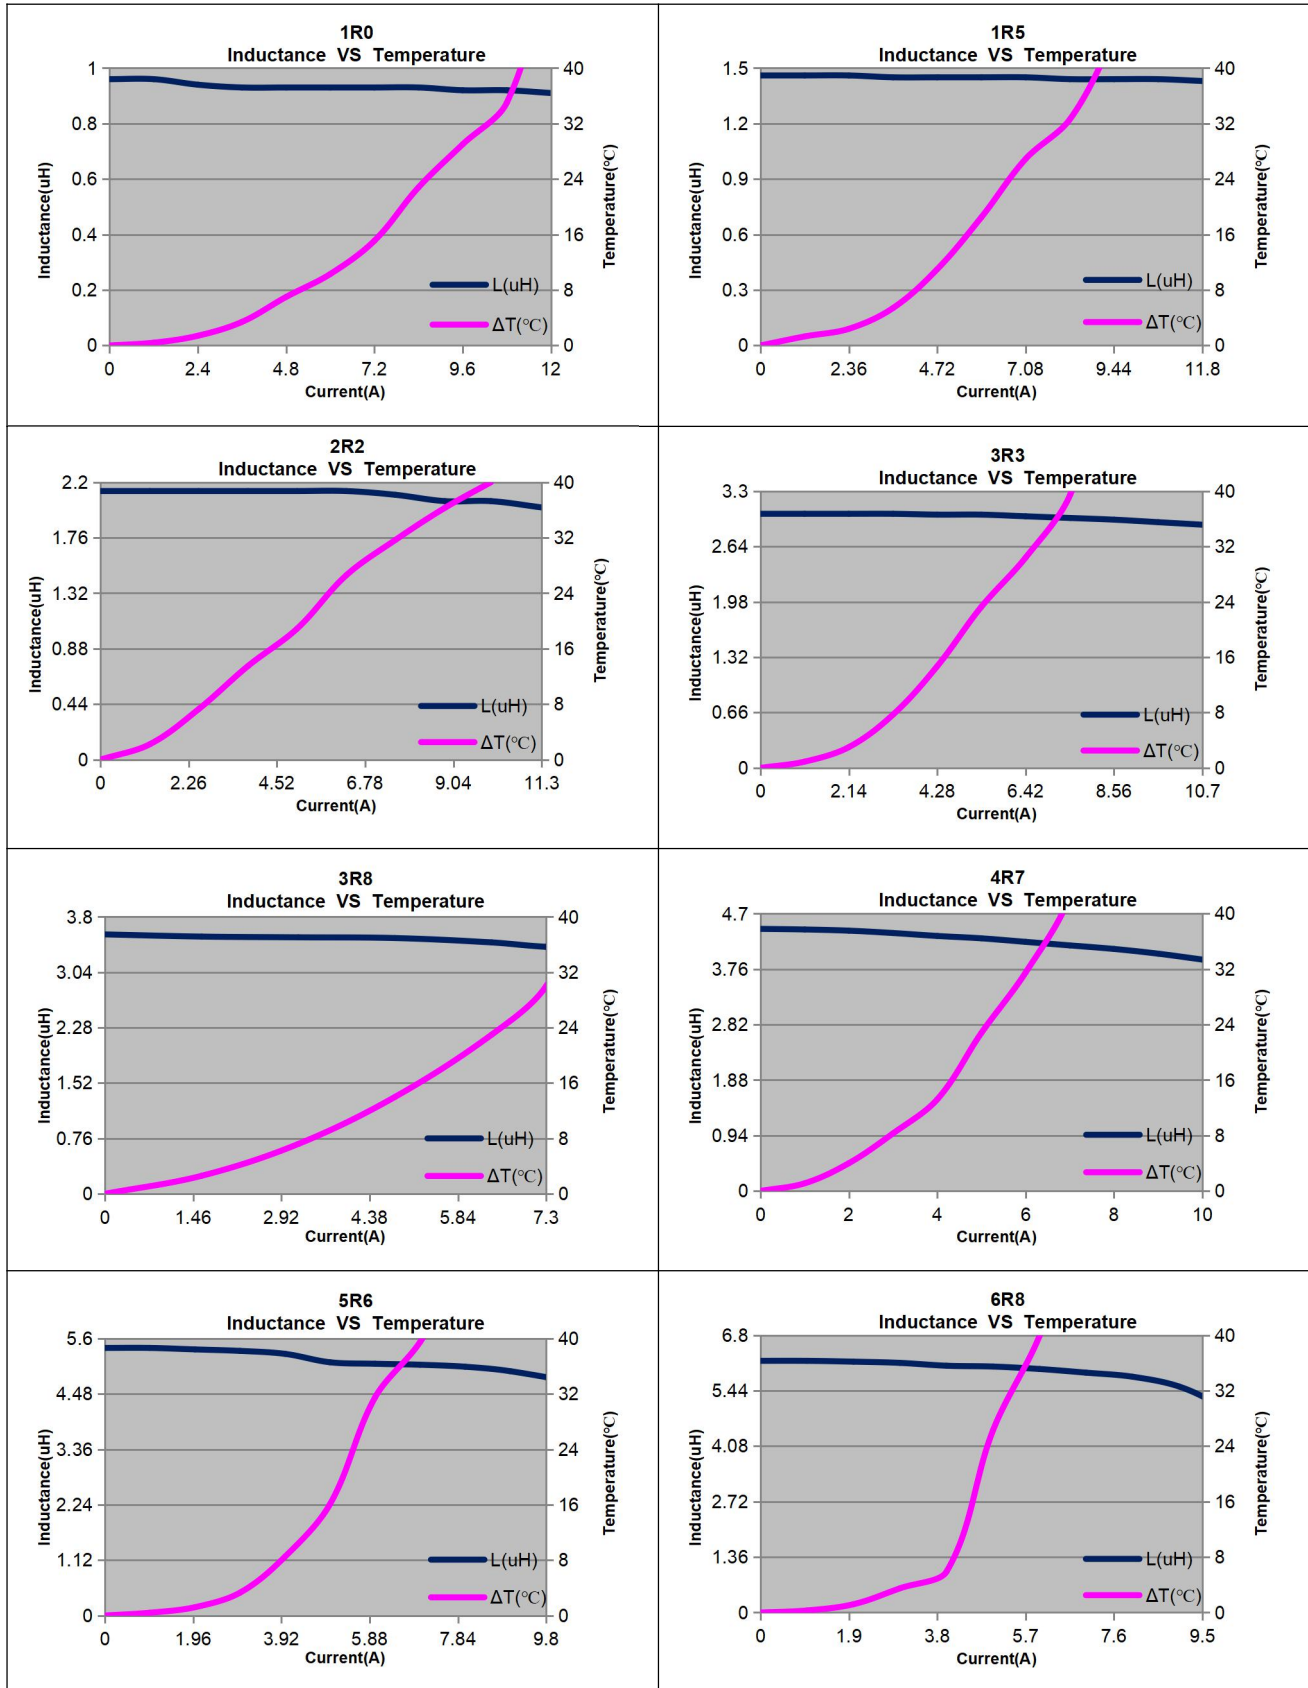 1R0
Inductance VS Temperature
1
0.8
0.6
0.4
0.2
0
40
32
24
16
8
0
0 2.4 4.8 7.2 9.6 12
Inductance(uH)
Temperature(℃)
Current(A)
L(uH)
ΔT(℃)
1R5
Inductance VS Temperature
1.5
1.2
0.9
0.6
0.3
0
40
32
24
16
8
0
0 2.36 4.72 7.08 9.44 11.8
Inductance(uH)
Temperature(℃)
Current(A)
L(uH)
ΔT(℃)
2R2
Inductance VS Temperature
2.2
1.76
1.32
0.88
0.44
0
40
32
24
16
8
0
0 2.26 4.52 6.78 9.04 11.3
Inductance(uH)
Temperature(℃)
Current(A)
L(uH)
ΔT(℃)
3R3
Inductance VS Temperature
3.3
2.64
1.98
1.32
0.66
0
40
32
24
16
8
0
0 2.14 4.28 6.42 8.56 10.7
Inductance(uH)
Temperature(℃)
Current(A)
L(uH)
ΔT(℃)
3R8
Inductance VS Temperature
3.8
3.04
2.28
1.52
0.76
0
40
32
24
16
8
0
0 1.46 2.92 4.38 5.84 7.3
Inductance(uH)
Temperature(℃)
Current(A)
L(uH)
ΔT(℃)
4R7
Inductance VS Temperature
4.7
3.76
2.82
1.88
0.94
0
40
32
24
16
8
0
0 2 4 6 8 10
Inductance(uH)
Temperature(℃)
Current(A)
L(uH)
ΔT(℃)
5R6
Inductance VS Temperature
5.6
4.48
3.36
2.24
1.12
0
40
32
24
16
8
0
0 1.96 3.92 5.88 7.84 9.8
Inductance(uH)
Temperature(℃)
Current(A)
L(uH)
ΔT(℃)
6R8
Inductance VS Temperature
6.8
5.44
4.08
2.72
1.36
0
40
32
24
16
8
0
0 1.9 3.8 5.7 7.6 9.5
Inductance(uH)
Temperature(℃)
Current(A)
L(uH)
ΔT(℃)